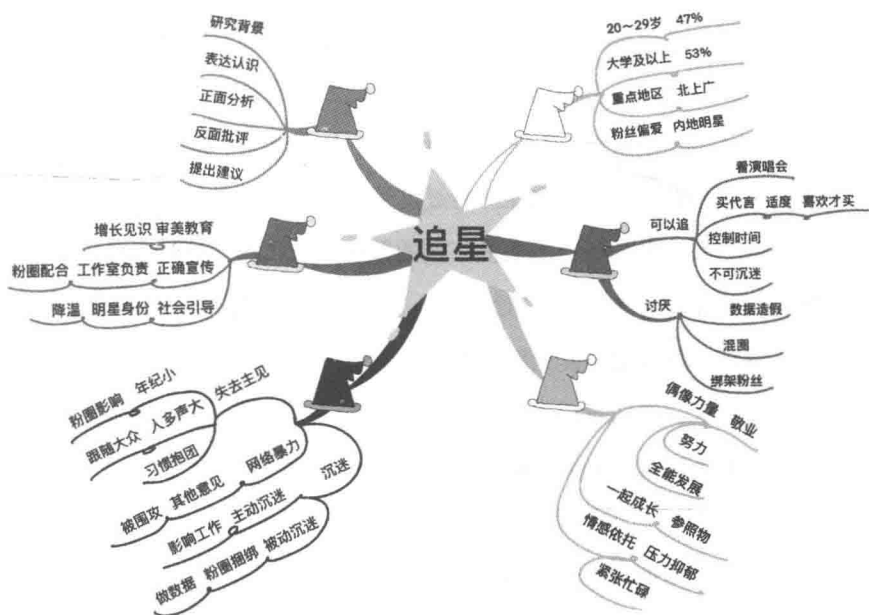 研究背景
表达认识
正面分析
反面批评
提出建议
20～29岁 47%
大学及以上 53%
重点地区 北上广
粉丝偏爱 内地明星
追星
增长见识 审美教育
粉圈配合 工作室负责 正确宣传
降温 明星身份 社会引导
可以追
看演唱会
买代言 适度 喜欢才买
控制时间
不可沉迷
讨厌
数据造假
混圈
绑架粉丝
粉圈影响 年纪小
跟随大众 人多声大 失去主见
习惯抱团
被围攻 其他意见 网络暴力
影响工作 主动沉迷 沉迷
做数据 粉圈捆绑 被动沉迷
偶像力量 敬业
努力
全能发展
一起成长 参照物
情感依托 压力抑郁
紧张忙碌